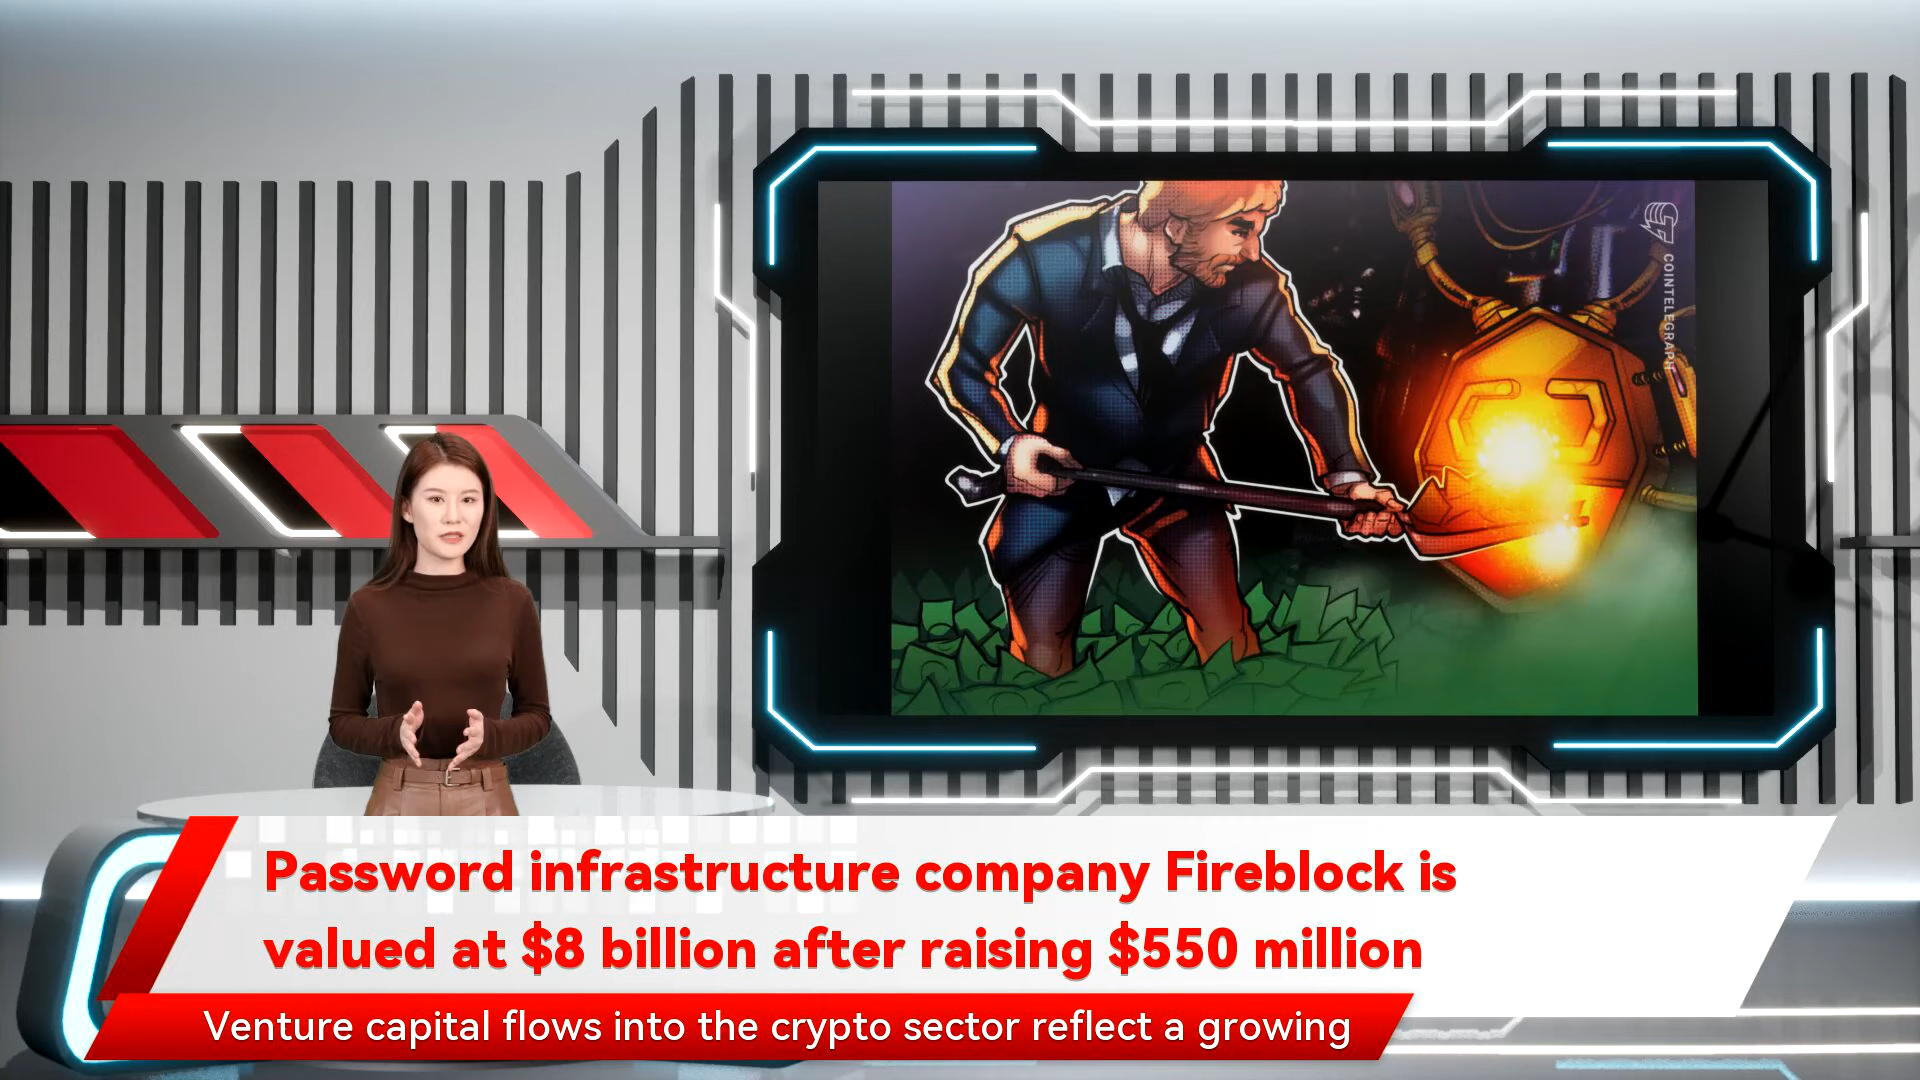 COINTELEGRAPH
Password infrastructure company Fireblock is
valued at $8 billion after raising $550 million
Venture capital flows into the crypto sector reflect a growing